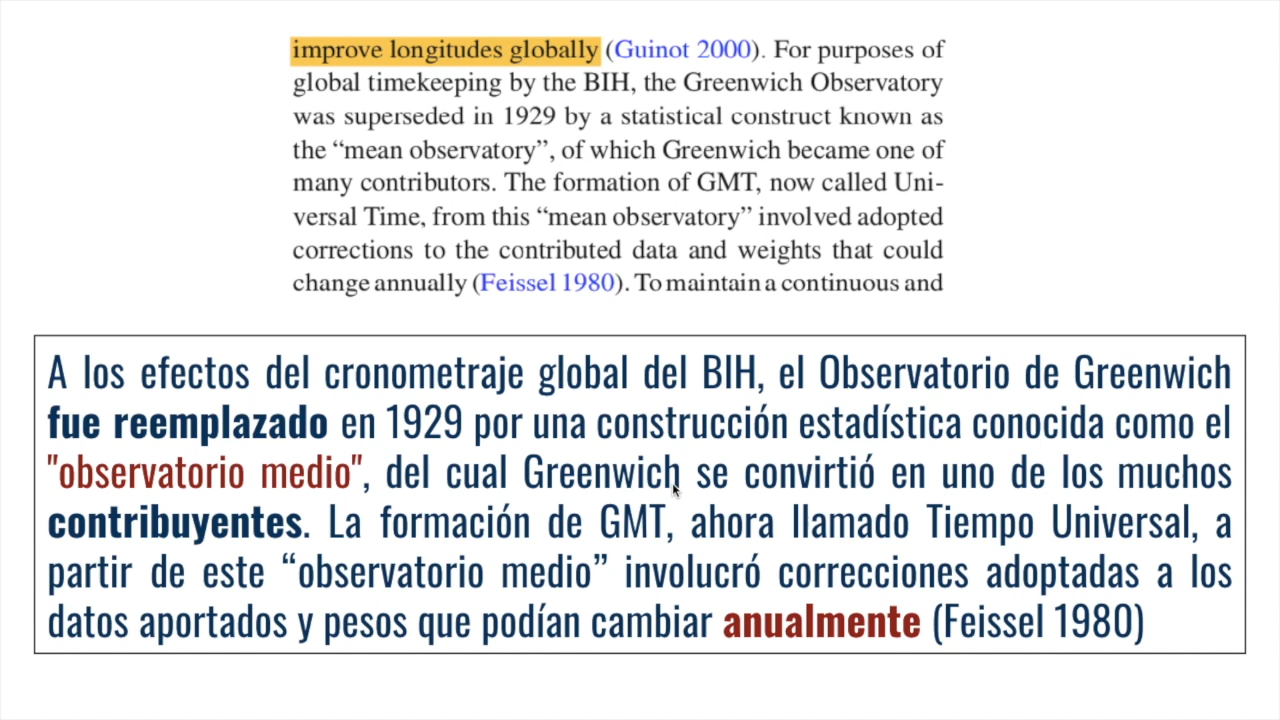 improve longitudes globally (Guinot 2000). For purposes of
global timekeeping by the BIH, the Greenwich Observatory
was superseded in 1929 by a statistical construct known as
the “mean observatory”, of which Greenwich became one of
many contributors. The formation of GMT, now called Uni-
versal Time, from this “mean observatory” involved adopted
corrections to the contributed data and weights that could
change annually (Feissel 1980). To maintain a continuous and
A los efectos del cronometraje global del BIH, el Observatorio de Greenwich
fue reemplazado en 1929 por una construcción estadística conocida como el
"observatorio medio", del cual Greenwich se convirtió en uno de los muchos
contribuyentes. La formación de GMT, ahora llamado Tiempo Universal, a
partir de este “observatorio medio” involucró correcciones adoptadas a los
datos aportados y pesos que podían cambiar anualmente (Feissel 1980)